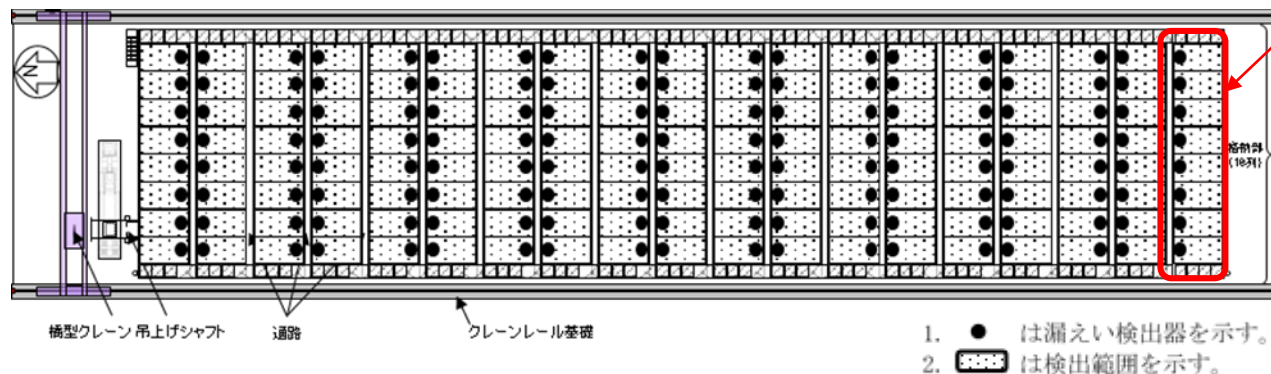 N
格納部
(18列)
橋型クレーン 吊上げシャフト
通路
クレーンレール基礎
1. ● は漏えい検出器を示す。
2. は検出範囲を示す。